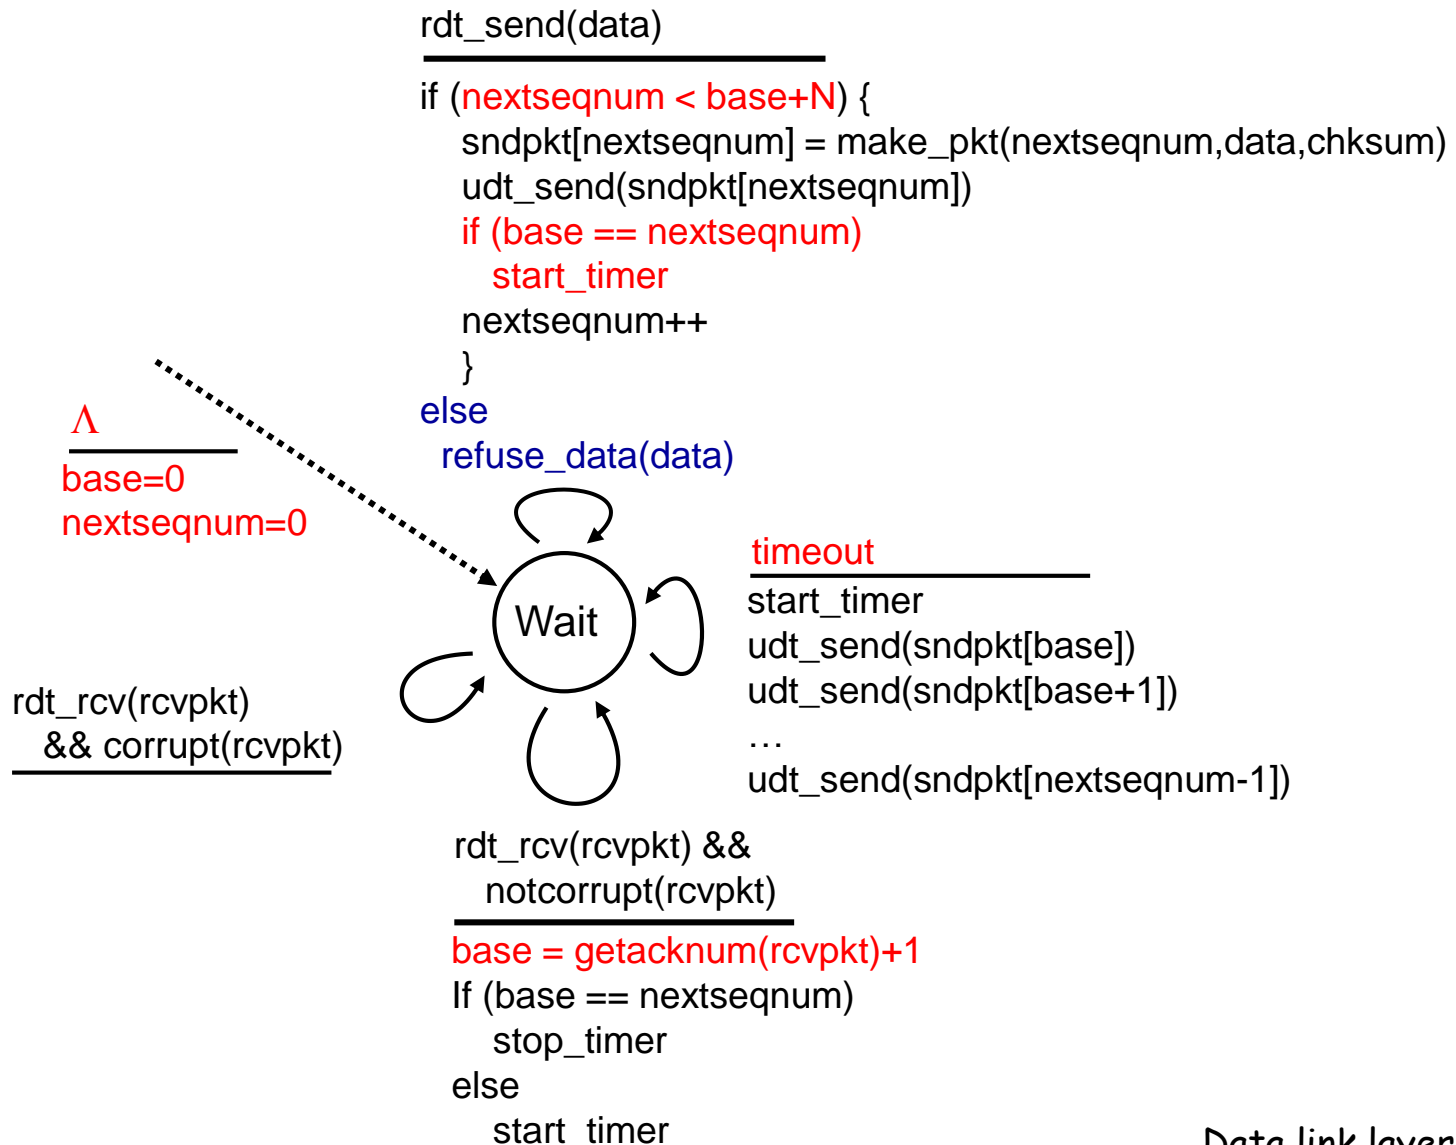 rdt_send(data)
if (nextseqnum < base+N) {
sndpkt[nextseqnum] = make_pkt(nextseqnum,data,chksum)
udt_send(sndpkt[nextseqnum])
if (base == nextseqnum)
start_timer
nextseqnum++
}
else
refuse_data(data)
Λ
base=0
nextseqnum=0
Wait
timeout
start_timer
udt_send(sndpkt[base])
udt_send(sndpkt[base+1])
…
udt_send(sndpkt[nextseqnum-1])
rdt_rcv(rcvpkt)
&& corrupt(rcvpkt)
rdt_rcv(rcvpkt) &&
notcorrupt(rcvpkt)
base = getacknum(rcvpkt)+1
If (base == nextseqnum)
stop_timer
else
start_timer
Data link layer